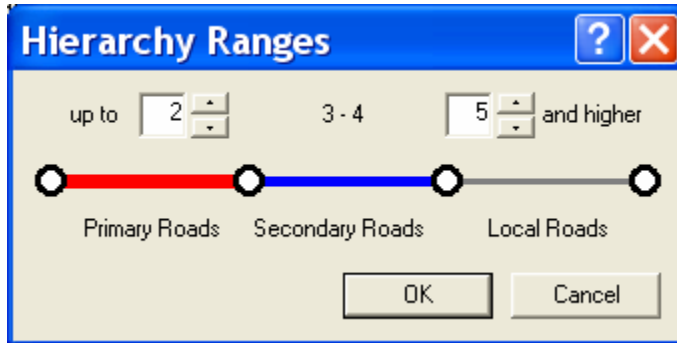 Hierarchy Ranges ?
up to 2 3 - 4 5 and higher
Primary Roads Secondary Roads Local Roads
OK Cancel